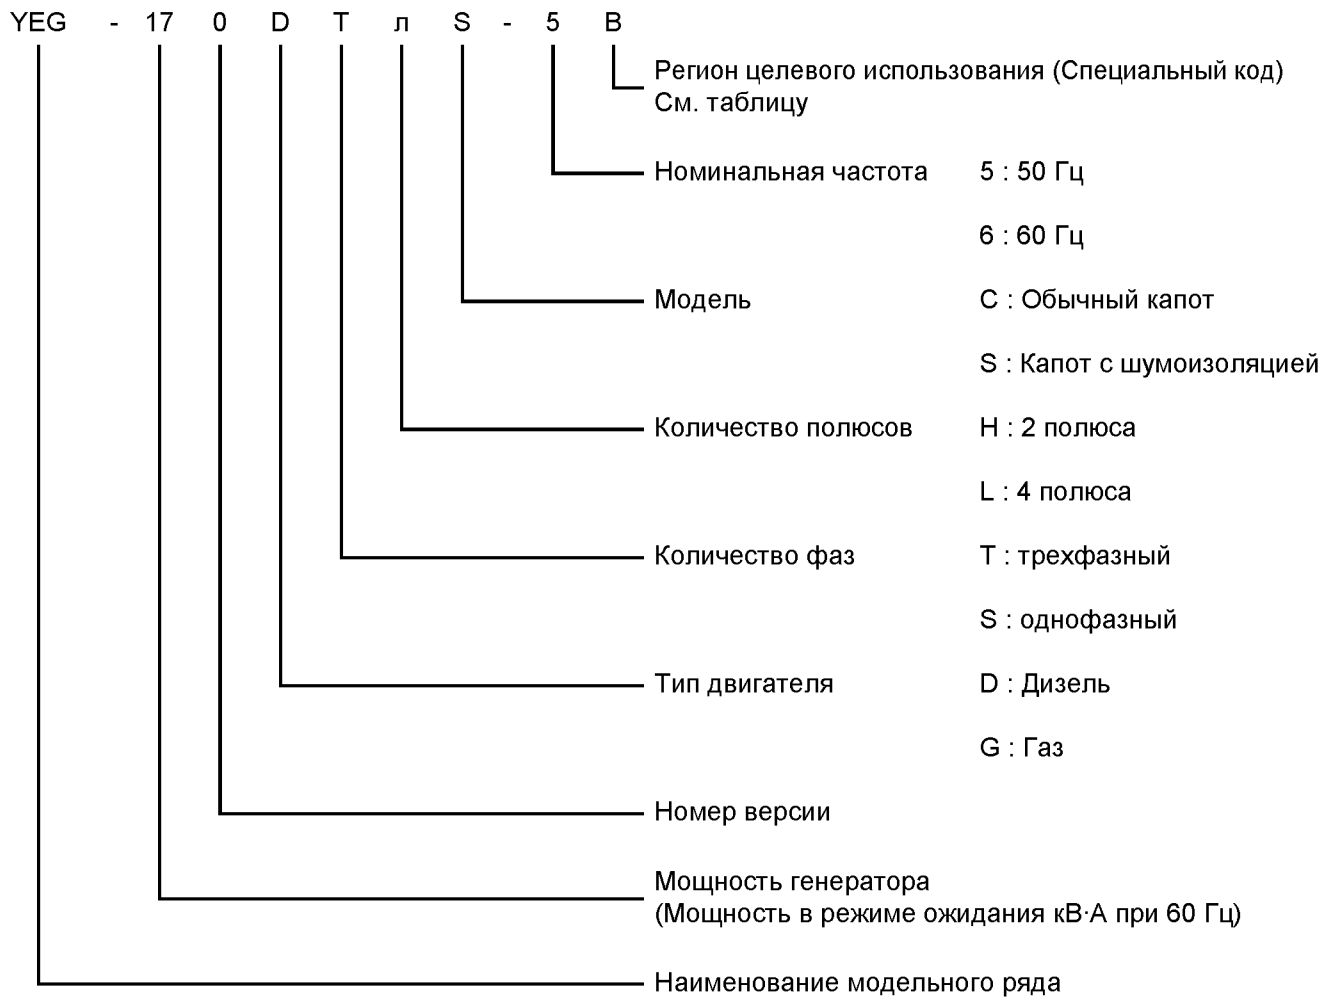 YEG - 17 0 D T л S - 5 B
Регион целевого использования (Специальный код)
См. таблицу
Номинальная частота 5 : 50 Гц
6 : 60 Гц
Модель C : Обычный капот
S : Капот с шумоизоляцией
Количество полюсов H : 2 полюса
L : 4 полюса
Количество фаз T : трехфазный
S : однофазный
Тип двигателя D : Дизель
G : Газ
Номер версии
Мощность генератора
(Мощность в режиме ожидания кВ·А при 60 Гц)
Наименование модельного ряда